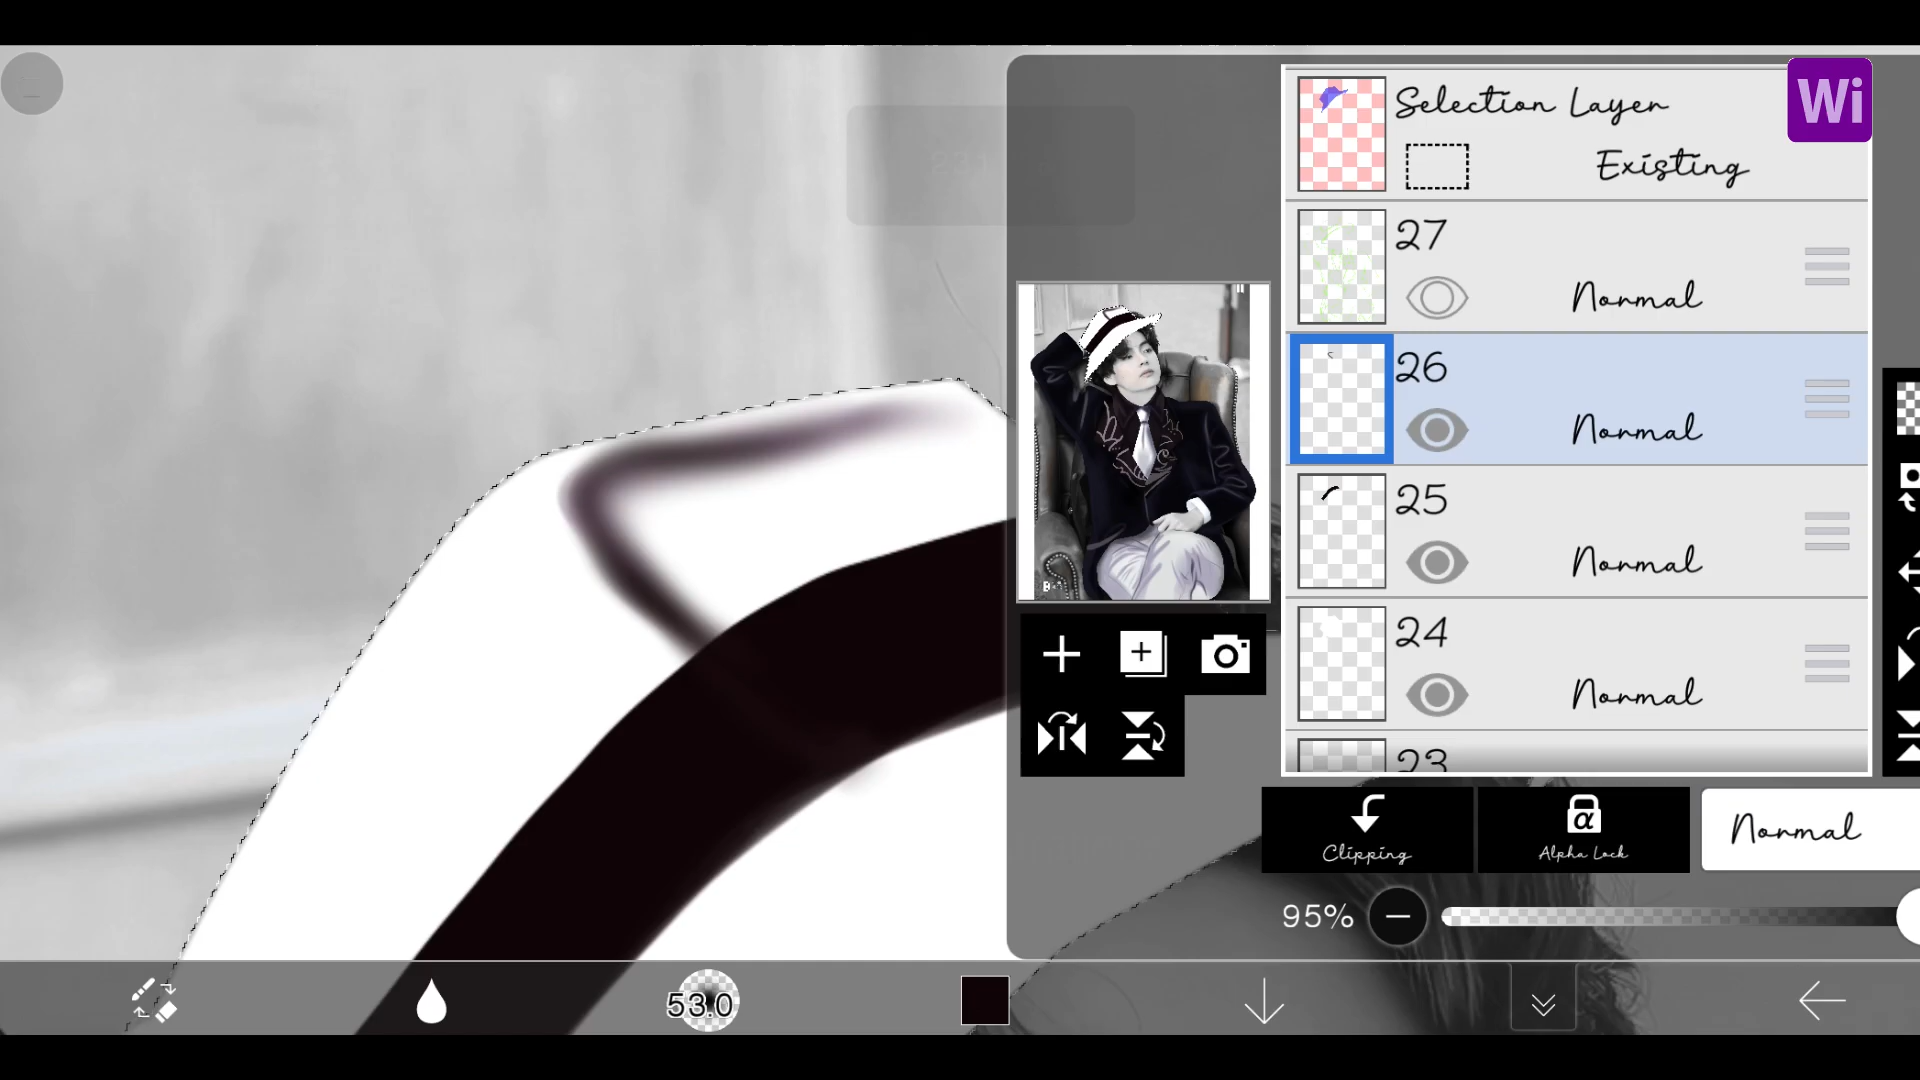 Wi
Selection Layer
Existing
27
Normal
26
Normal
25
Normal
24
Normal
23
Clipping
α
Alpha Lock
Normal
95%
53.0